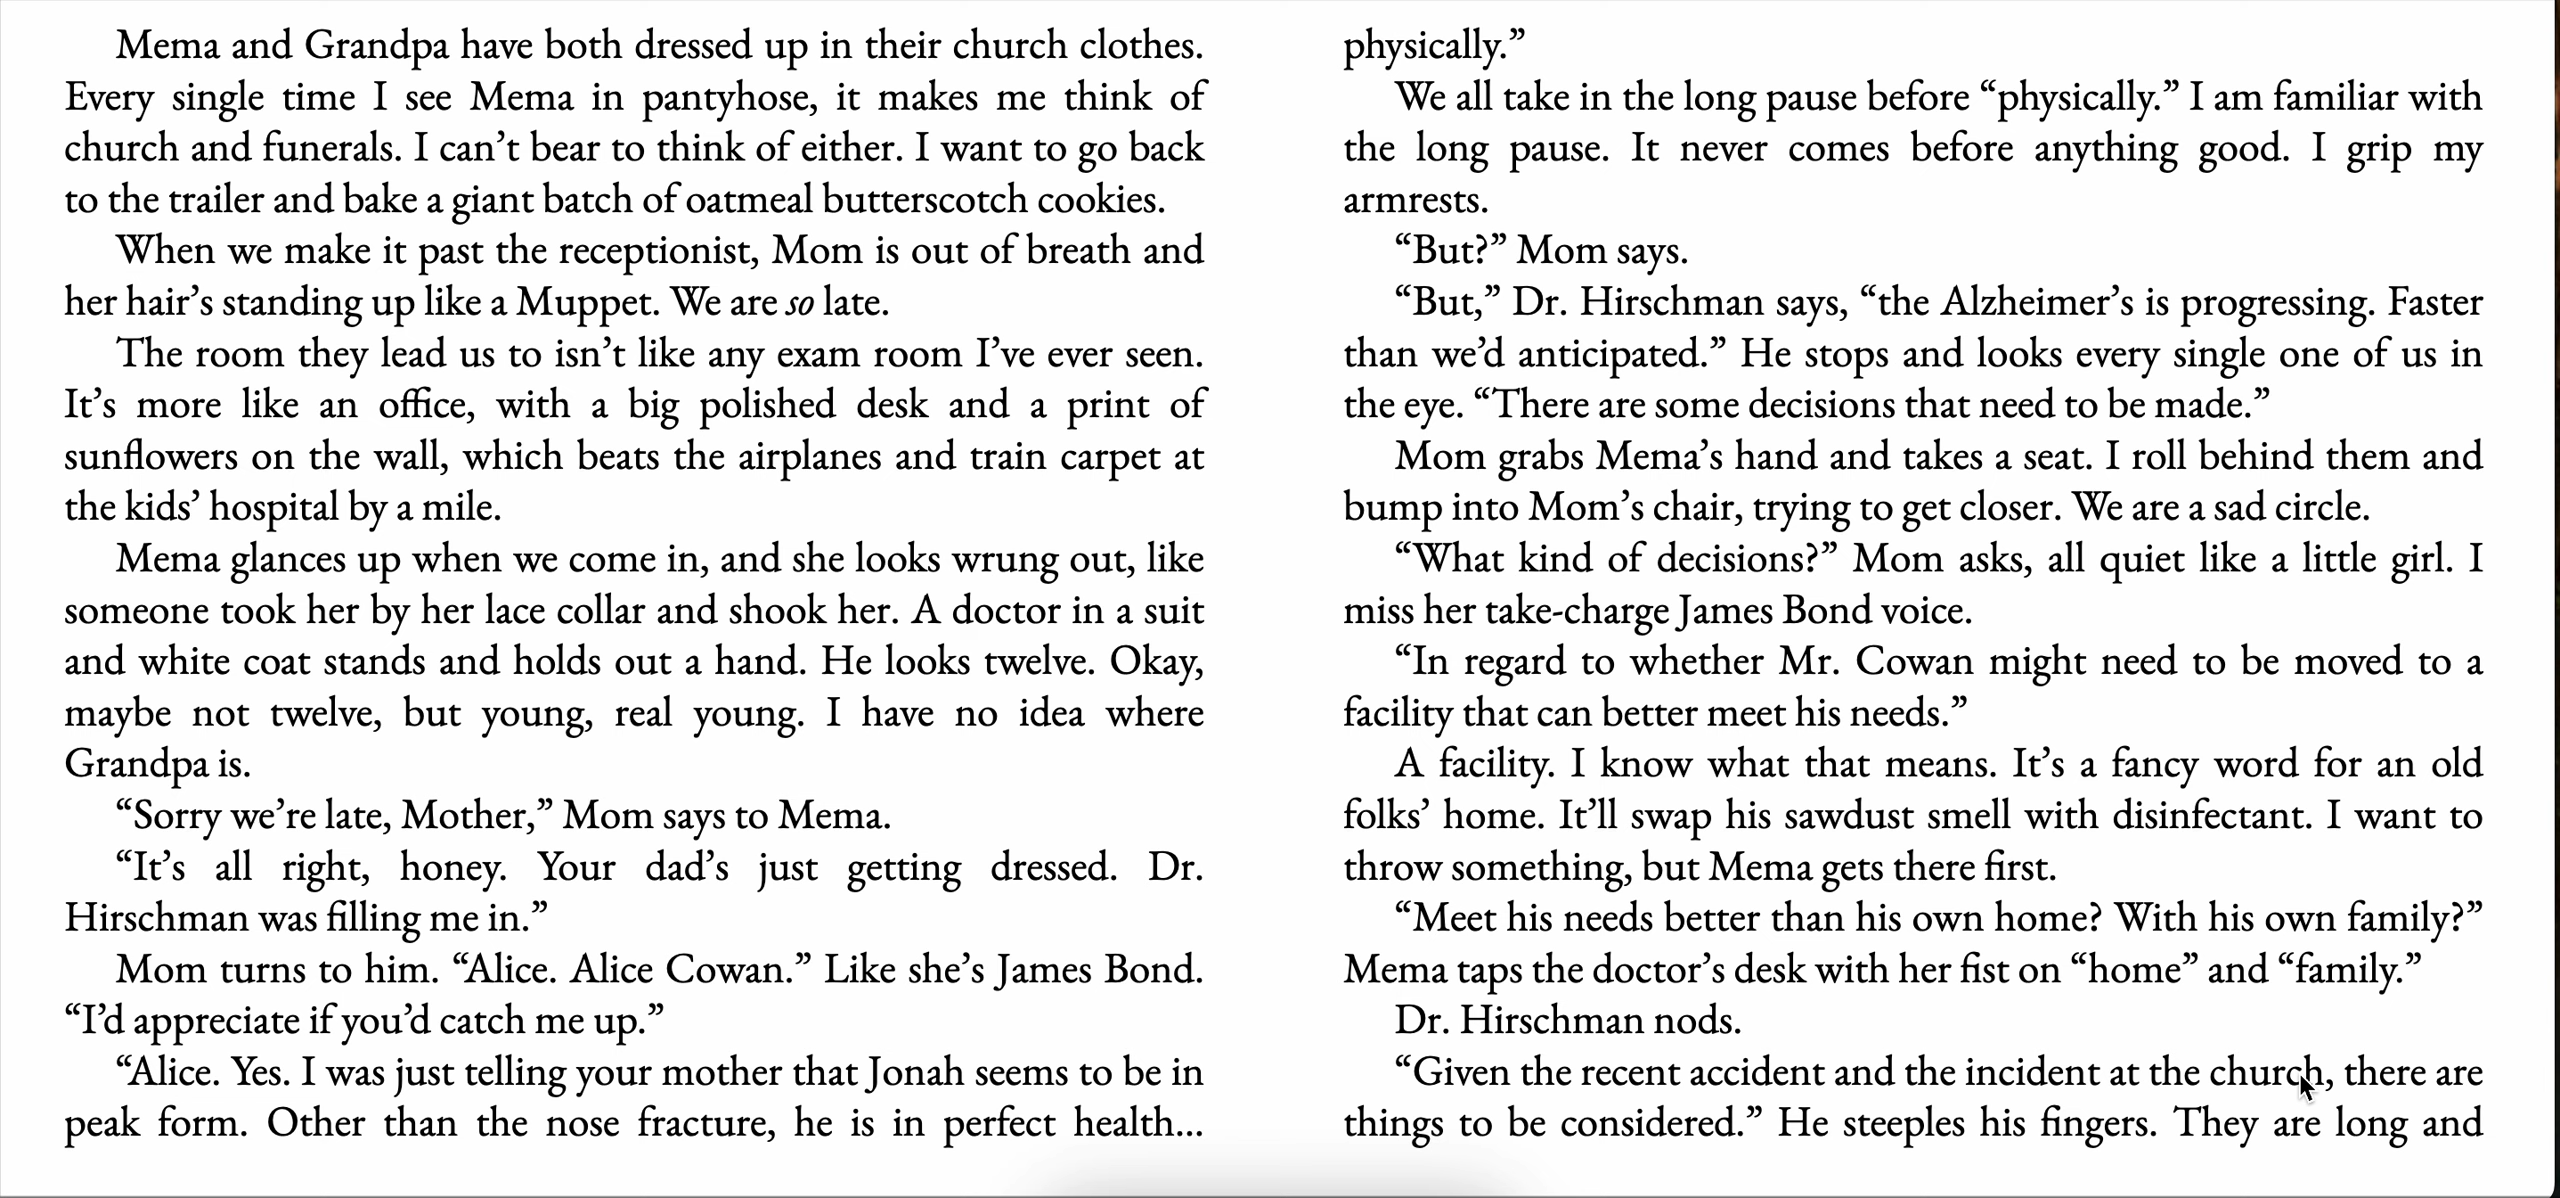 Mema and Grandpa have both dressed up in their church clothes.
Every single time I see Mema in pantyhose, it makes me think of
church and funerals. I can’t bear to think of either. I want to go back
to the trailer and bake a giant batch of oatmeal butterscotch cookies.
When we make it past the receptionist, Mom is out of breath and
her hair’s standing up like a Muppet. We are so late.
The room they lead us to isn’t like any exam room I’ve ever seen.
It’s more like an office, with a big polished desk and a print of
sunflowers on the wall, which beats the airplanes and train carpet at
the kids’ hospital by a mile.
Mema glances up when we come in, and she looks wrung out, like
someone took her by her lace collar and shook her. A doctor in a suit
and white coat stands and holds out a hand. He looks twelve. Okay,
maybe not twelve, but young, real young. I have no idea where
Grandpa is.
“Sorry we’re late, Mother,” Mom says to Mema.
“It’s all right, honey. Your dad’s just getting dressed. Dr.
Hirschman was filling me in.”
Mom turns to him. “Alice. Alice Cowan.” Like she’s James Bond.
“I’d appreciate if you’d catch me up.”
“Alice. Yes. I was just telling your mother that Jonah seems to be in
peak form. Other than the nose fracture, he is in perfect health…
physically.”
We all take in the long pause before “physically.” I am familiar with
the long pause. It never comes before anything good. I grip my
armrests.
“But?” Mom says.
“But,” Dr. Hirschman says, “the Alzheimer’s is progressing. Faster
than we’d anticipated.” He stops and looks every single one of us in
the eye. “There are some decisions that need to be made.”
Mom grabs Mema’s hand and takes a seat. I roll behind them and
bump into Mom’s chair, trying to get closer. We are a sad circle.
“What kind of decisions?” Mom asks, all quiet like a little girl. I
miss her take-charge James Bond voice.
“In regard to whether Mr. Cowan might need to be moved to a
facility that can better meet his needs.”
A facility. I know what that means. It’s a fancy word for an old
folks’ home. It’ll swap his sawdust smell with disinfectant. I want to
throw something, but Mema gets there first.
“Meet his needs better than his own home? With his own family?”
Mema taps the doctor’s desk with her fist on “home” and “family.”
Dr. Hirschman nods.
“Given the recent accident and the incident at the church, there are
things to be considered.” He steeples his fingers. They are long and